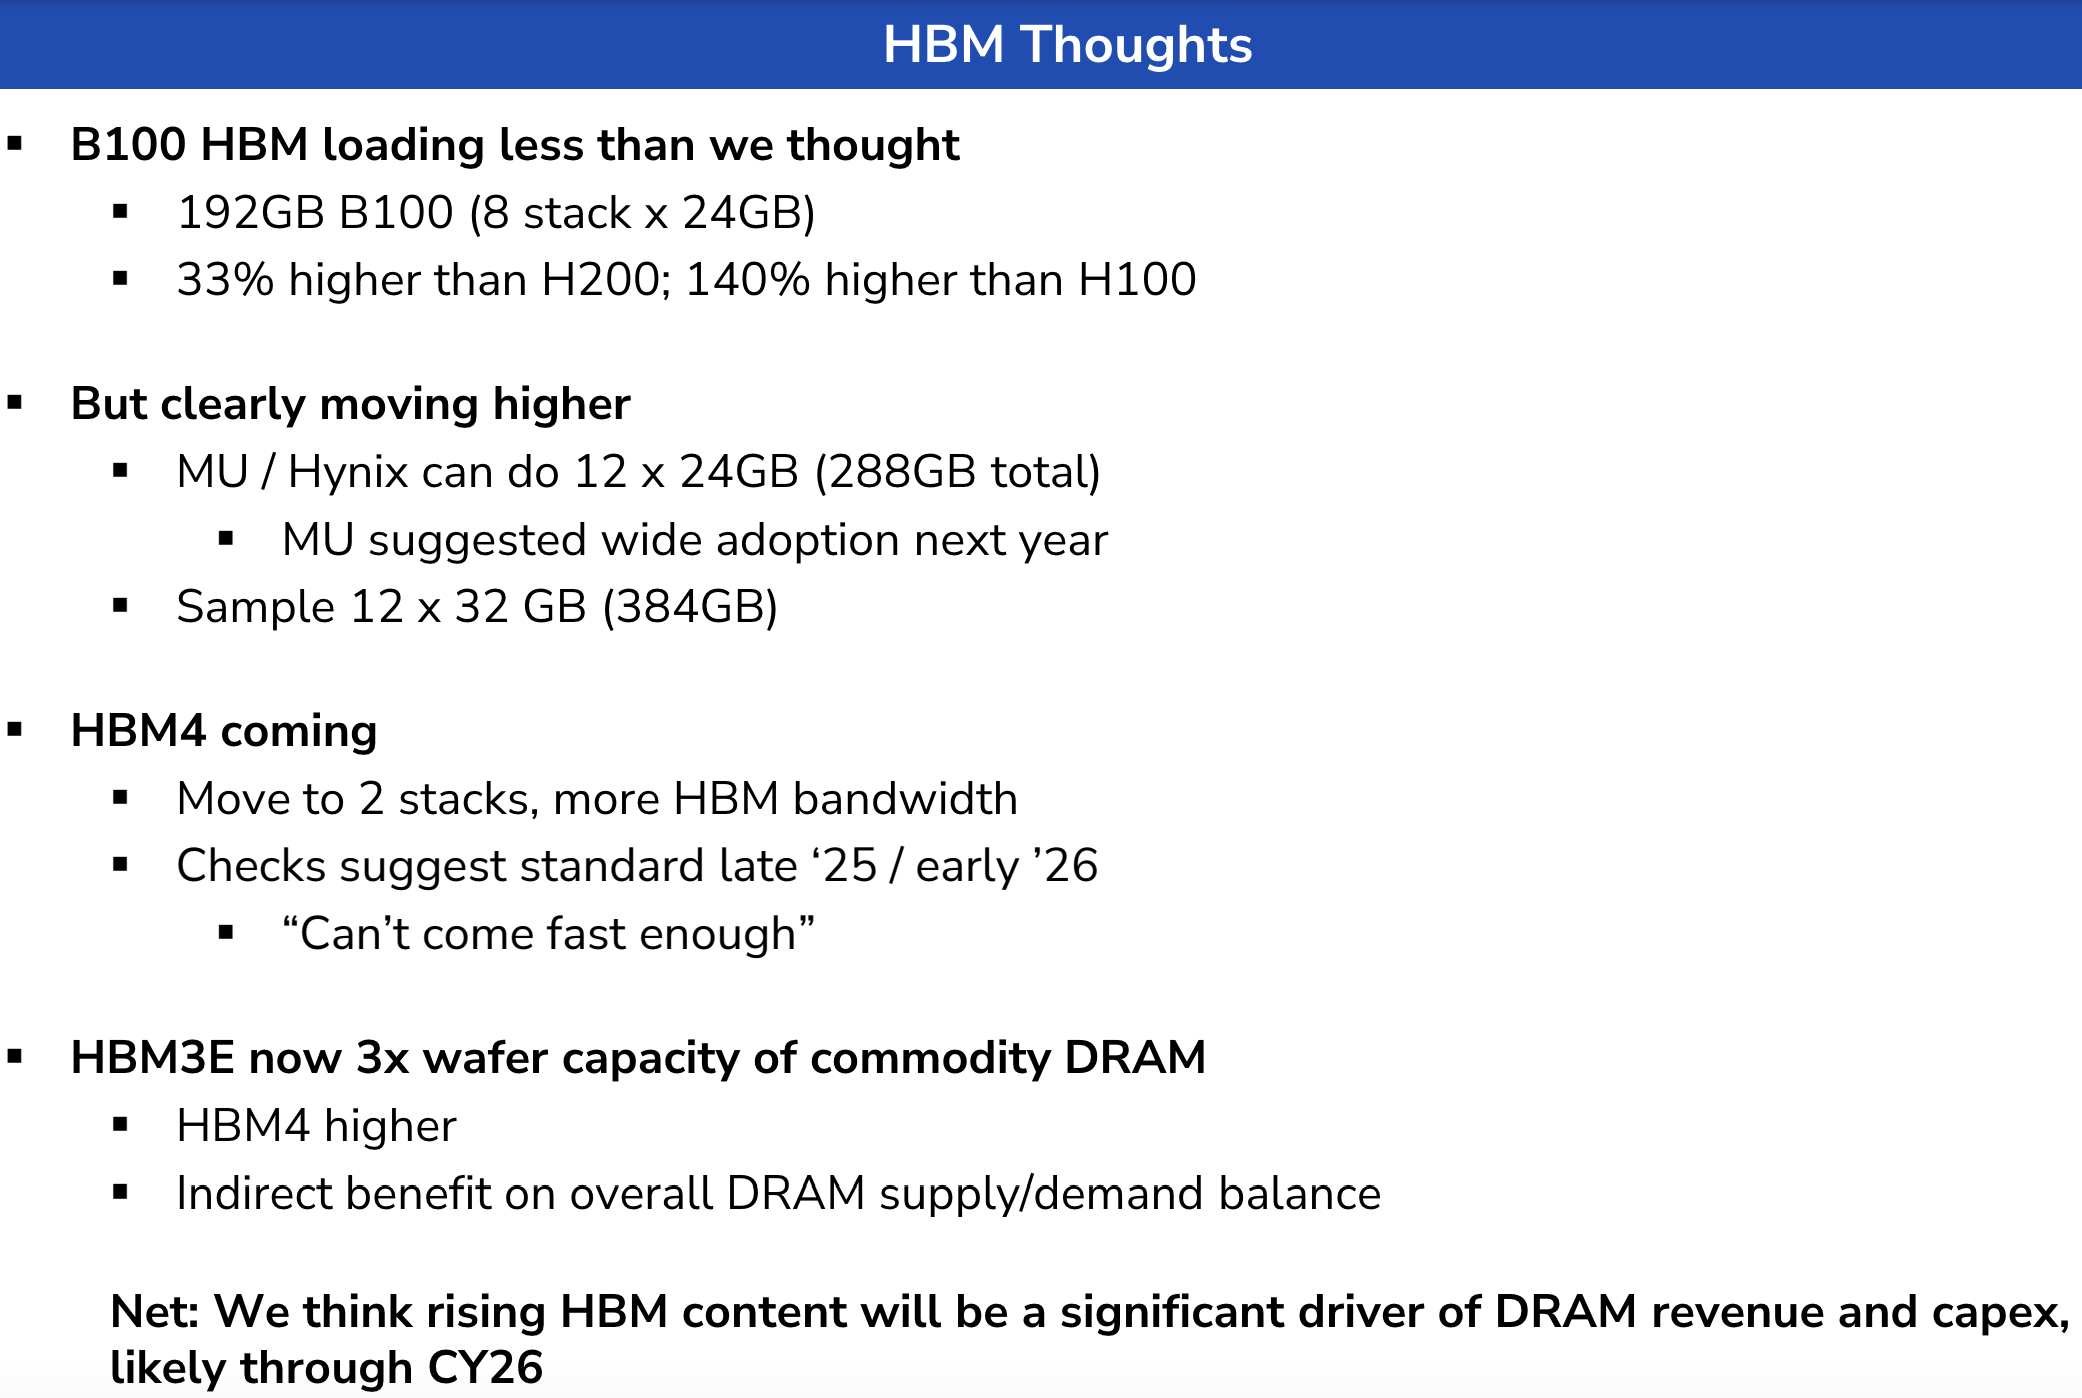 HBM Thoughts
▪ B100 HBM loading less than we thought
▪ 192GB B100 (8 stack x 24GB)
▪ 33% higher than H200; 140% higher than H100
▪ But clearly moving higher
▪ MU / Hynix can do 12 x 24GB (288GB total)
▪ MU suggested wide adoption next year
▪ Sample 12 x 32 GB (384GB)
▪ HBM4 coming
▪ Move to 2 stacks, more HBM bandwidth
▪ Checks suggest standard late ‘25 / early ’26
▪ “Can’t come fast enough”
▪ HBM3E now 3x wafer capacity of commodity DRAM
▪ HBM4 higher
▪ Indirect benefit on overall DRAM supply/demand balance
Net: We think rising HBM content will be a significant driver of DRAM revenue and capex,
likely through CY26